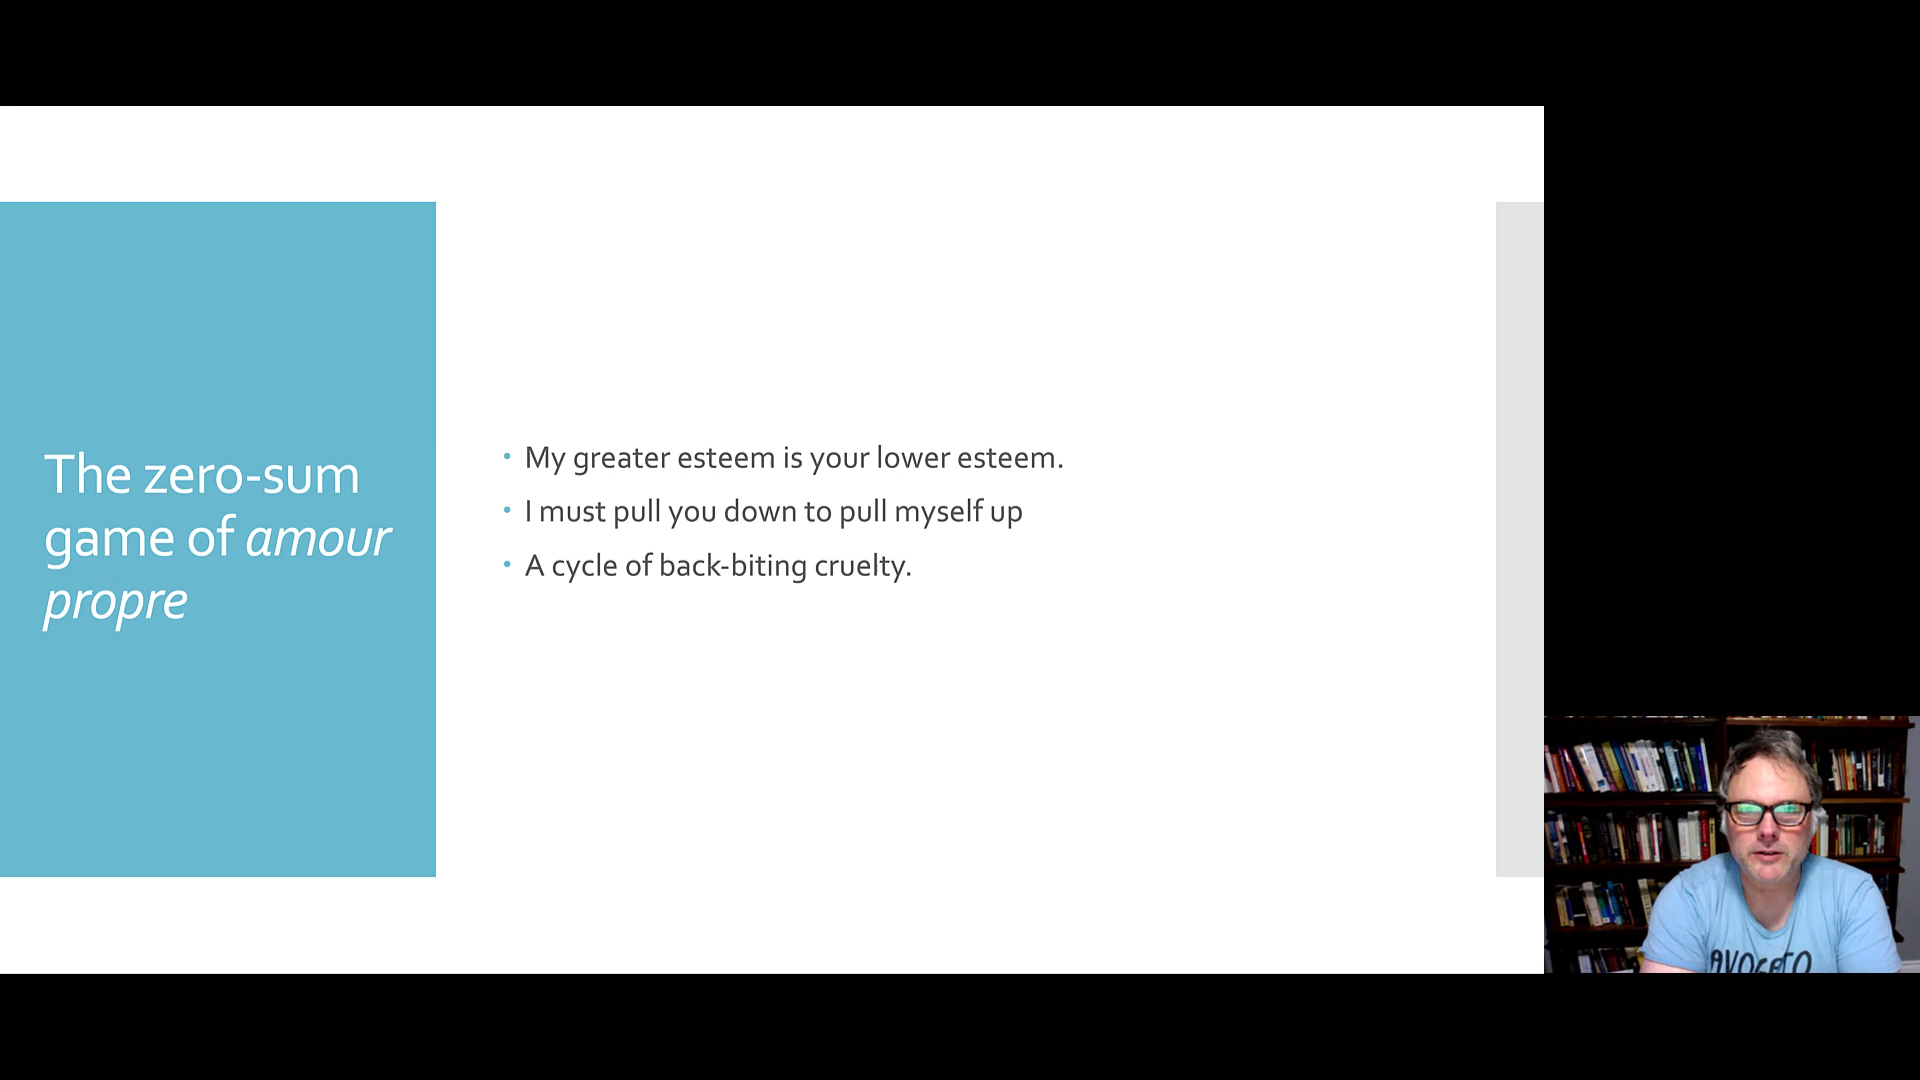 The zero-sum
game of amour
propre
• My greater esteem is your lower esteem.
• I must pull you down to pull myself up
• A cycle of back-biting cruelty.